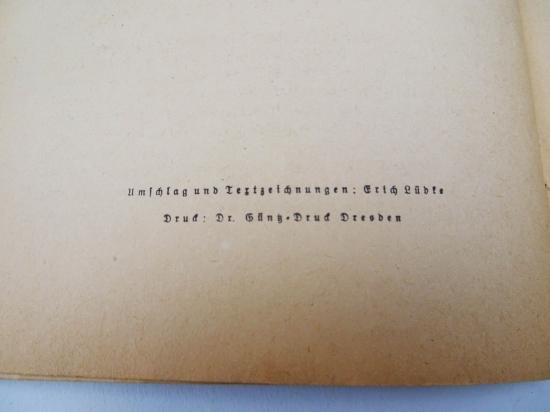 Umschlag und Textzeichnungen: Erich Lüdke
Druck: Dr. Güntz-Druck Dresden